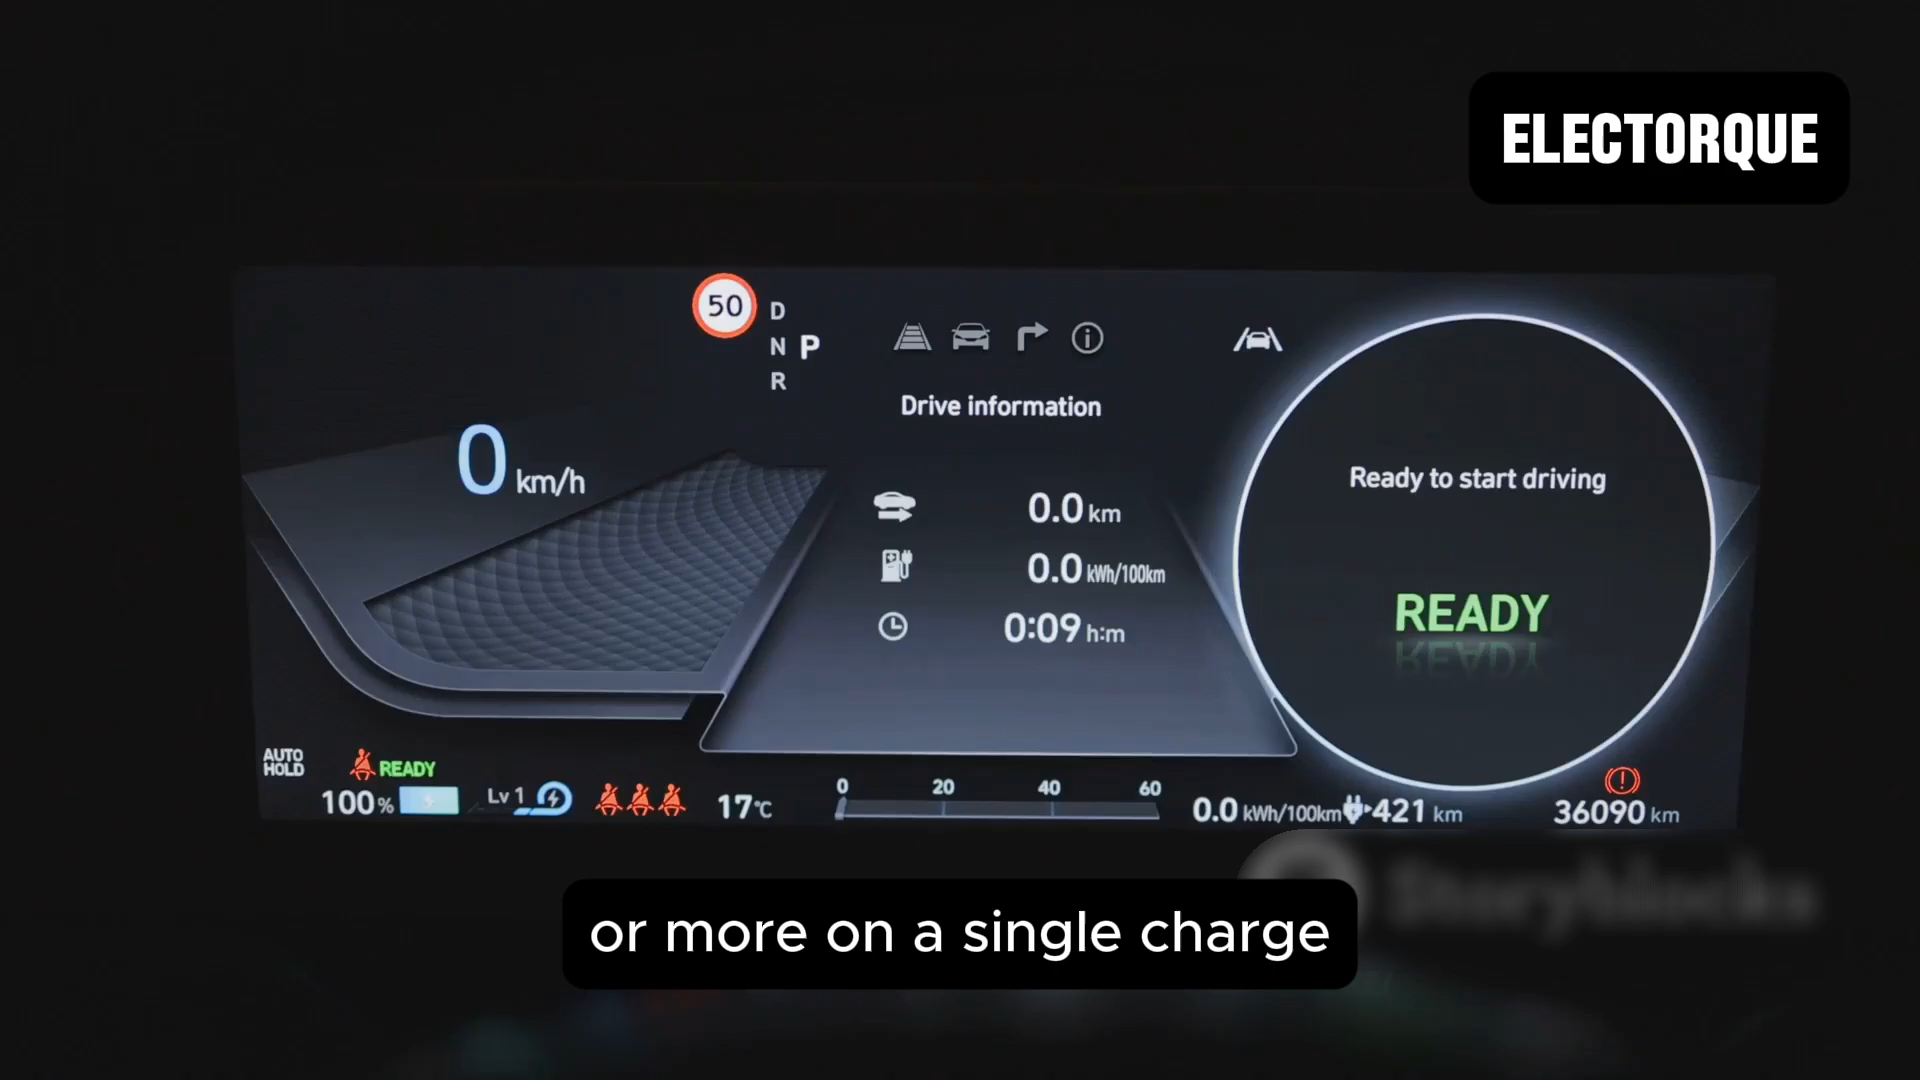 ELECTORQUE
50
D
N P
R
Drive information
0 km/h
0.0 km
0.0 kWh/100km
0:09 h:m
Ready to start driving
READY
AUTO
HOLD
READY
100%
Lv 1
17°C
0 20 40 60
0.0 kWh/100km
421 km
36090 km
Storyblocks
or more on a single charge